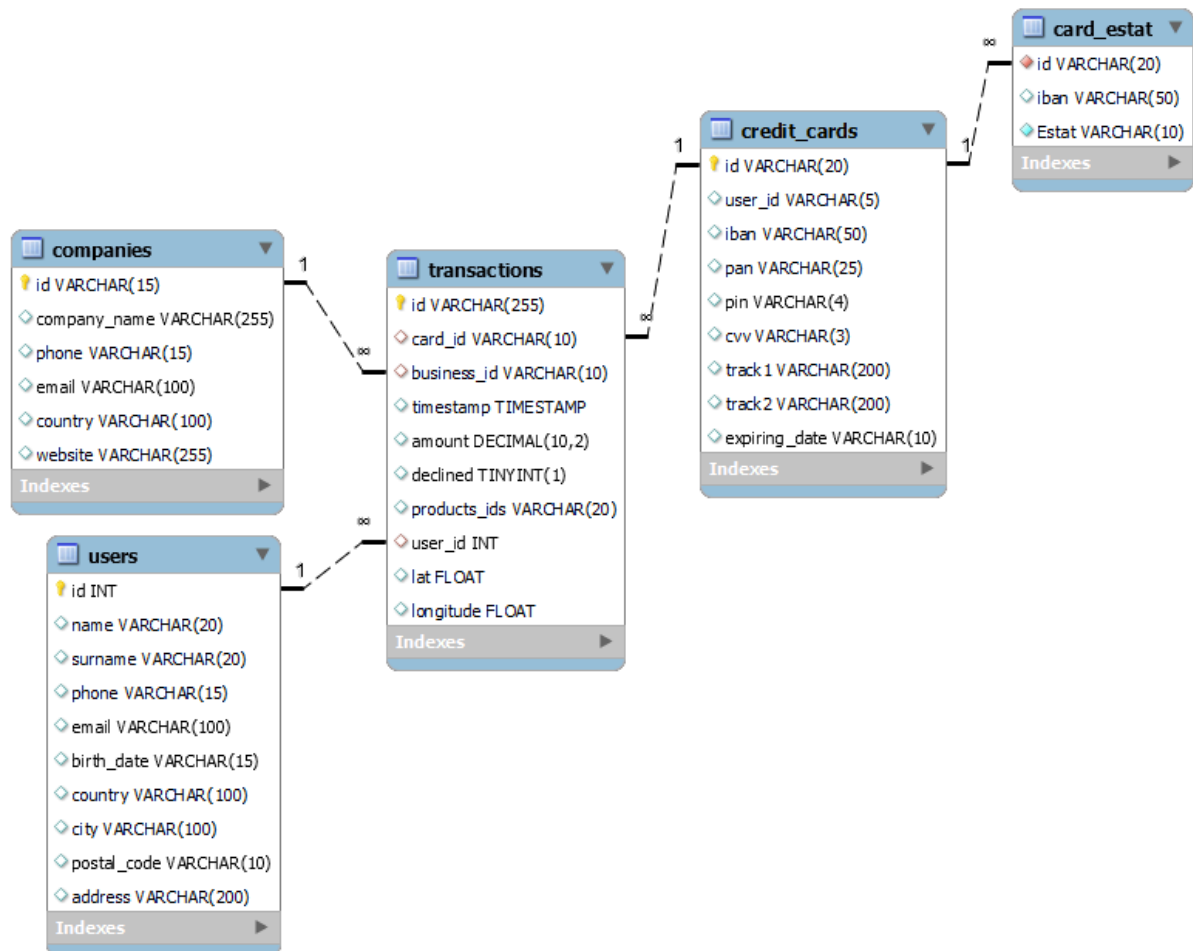 card_estat
id VARCHAR(20)
iban VARCHAR(50)
Estat VARCHAR(10)
Indexes
∞
1
credit_cards
id VARCHAR(20)
user_id VARCHAR(5)
iban VARCHAR(50)
pan VARCHAR(25)
pin VARCHAR(4)
cvv VARCHAR(3)
track1 VARCHAR(200)
track2 VARCHAR(200)
expiring_date VARCHAR(10)
Indexes
1
∞
companies
id VARCHAR(15)
company_name VARCHAR(255)
phone VARCHAR(15)
email VARCHAR(100)
country VARCHAR(100)
website VARCHAR(255)
Indexes
1
∞
transactions
id VARCHAR(255)
card_id VARCHAR(10)
business_id VARCHAR(10)
timestamp TIMESTAMP
amount DECIMAL(10,2)
declined TINYINT(1)
products_ids VARCHAR(20)
user_id INT
lat FLOAT
longitude FLOAT
Indexes
∞
1
users
id INT
name VARCHAR(20)
surname VARCHAR(20)
phone VARCHAR(15)
email VARCHAR(100)
birth_date VARCHAR(15)
country VARCHAR(100)
city VARCHAR(100)
postal_code VARCHAR(10)
address VARCHAR(200)
Indexes